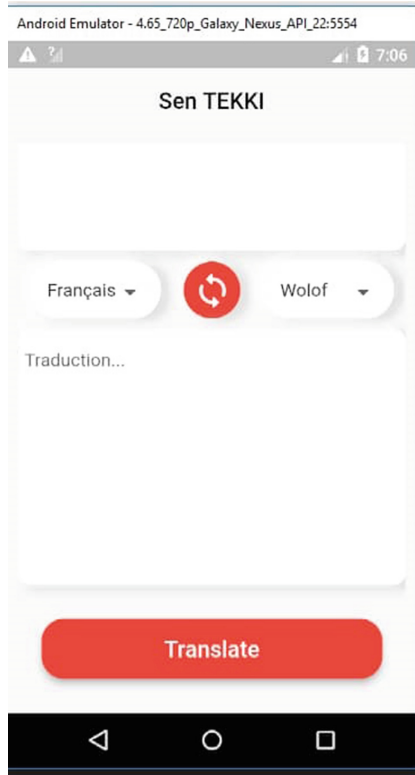 Android Emulator - 4.65_720p_Galaxy_Nexus_API_22:5554
7:06
Sen TEKKI
Français
Wolof
Traduction...
Translate